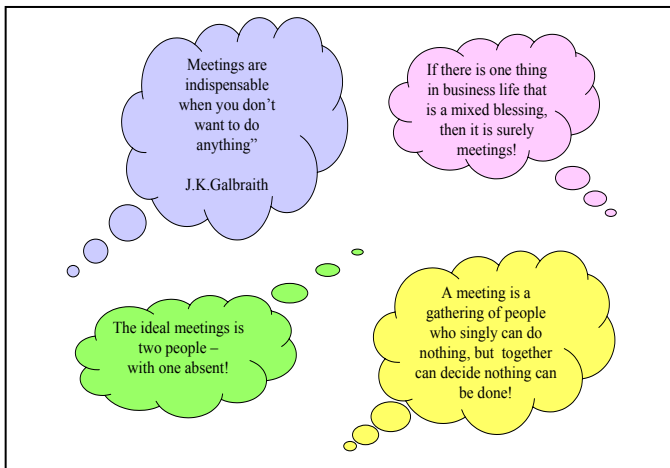 Meetings are
indispensable
when you don’t
want to do
anything”
J.K.Galbraith
If there is one thing
in business life that
is a mixed blessing,
then it is surely
meetings!
The ideal meetings is
two people –
with one absent!
A meeting is a
gathering of people
who singly can do
nothing, but together
can decide nothing can
be done!